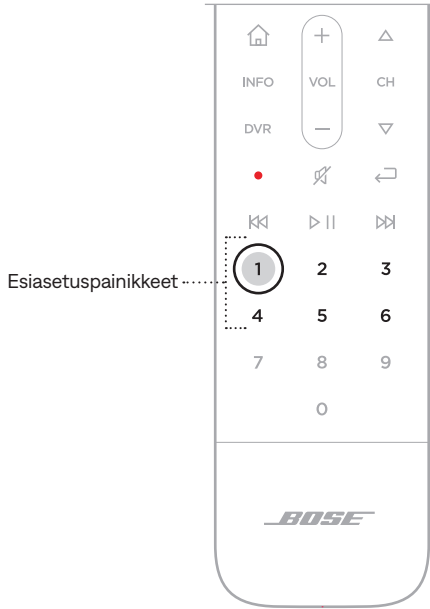 INFO VOL CH
DVR
Esiasetuspainikkeet
1 2 3
4 5 6
7 8 9
0
BOSE